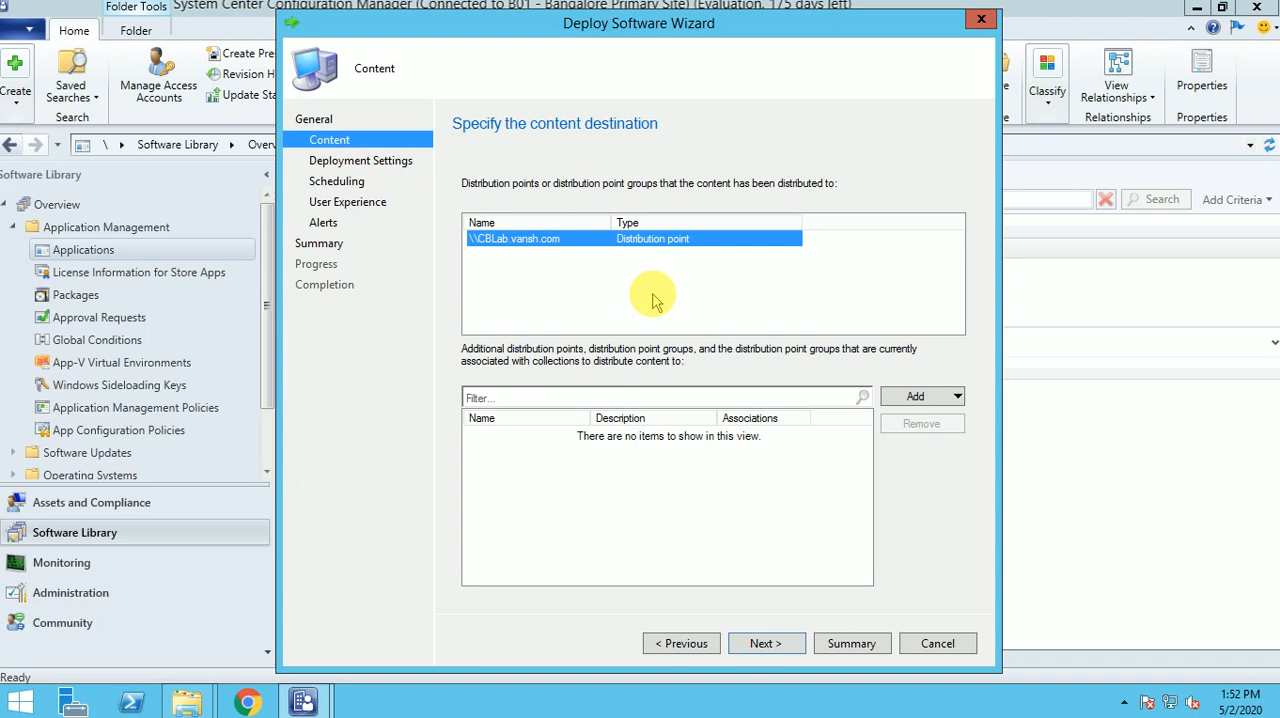 Folder Tools
System Center Configuration Manager (Connected to B01 - Bangalore Primary Site) (Evaluation, 175 days left)
Home
Folder
Create
Saved
Searches
Search
Manage Access
Accounts
Create Pre
Revision H
Update Sta
Classify
View
Relationships
Relationships
Properties
Properties
\ Software Library Overv
Search
Add Criteria
Software Library
Overview
Application Management
Applications
License Information for Store Apps
Packages
Approval Requests
Global Conditions
App-V Virtual Environments
Windows Sideloading Keys
Application Management Policies
App Configuration Policies
Software Updates
Operating Systems
Assets and Compliance
Software Library
Monitoring
Administration
Community
Ready
Deploy Software Wizard
Content
General
Content
Deployment Settings
Scheduling
User Experience
Alerts
Summary
Progress
Completion
Specify the content destination
Distribution points or distribution point groups that the content has been distributed to:
Name Type
\\CBLab.vansh.com Distribution point
Additional distribution points, distribution point groups, and the distribution point groups that are currently
associated with collections to distribute content to:
Filter...
Add
Remove
Name Description Associations
There are no items to show in this view.
< Previous Next > Summary Cancel
1:52 PM
5/2/2020